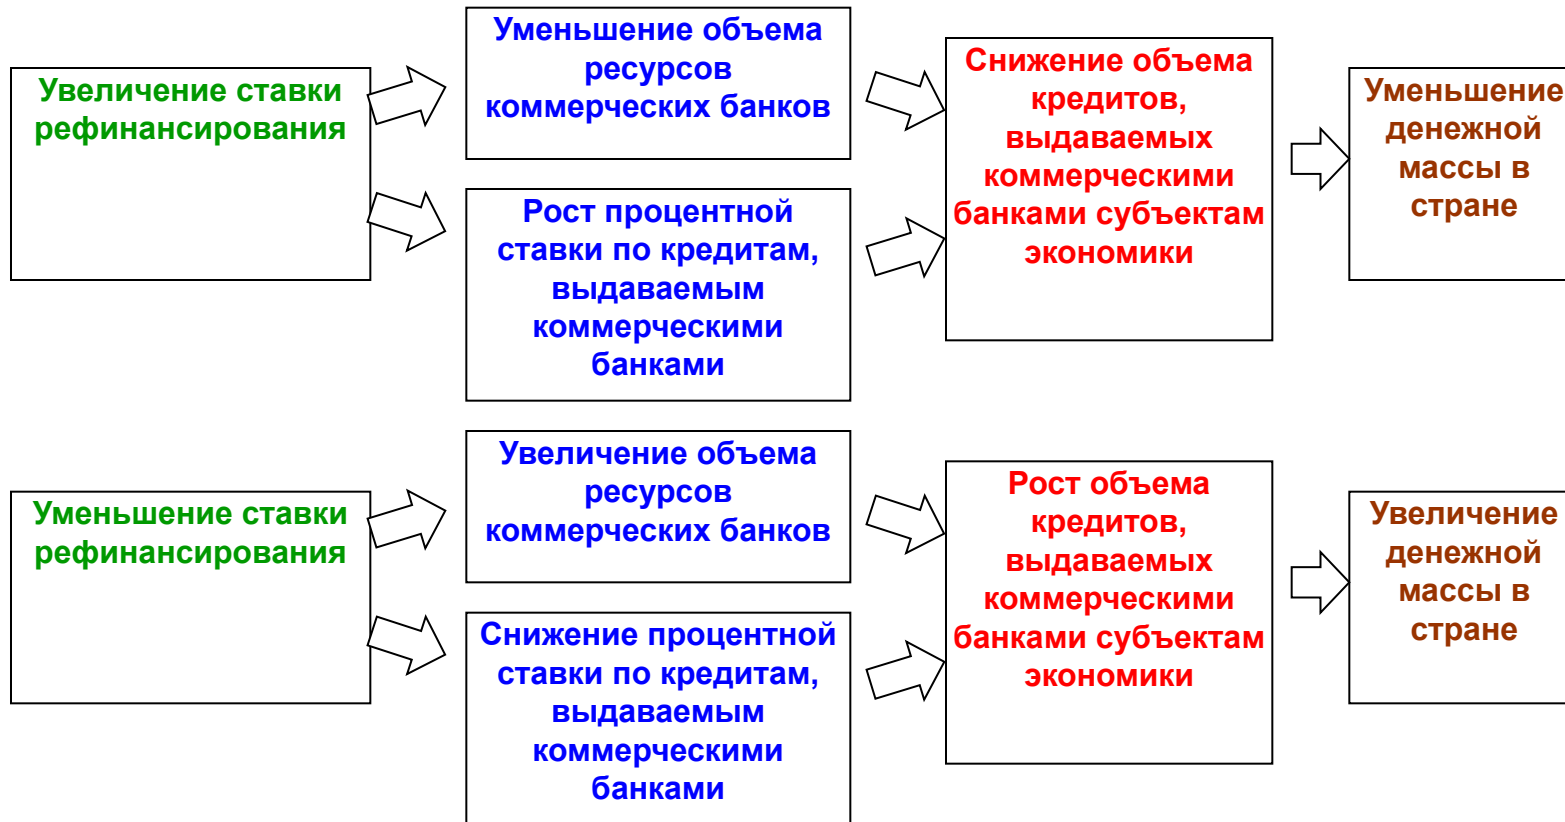 Увеличение ставки
рефинансирования
Уменьшение объема
ресурсов
коммерческих банков
Рост процентной
ставки по кредитам,
выдаваемым
коммерческими
банками
Снижение объема
кредитов,
выдаваемых
коммерческими
банками субъектам
экономики
Уменьшение
денежной
массы в
стране
Уменьшение ставки
рефинансирования
Увеличение объема
ресурсов
коммерческих банков
Снижение процентной
ставки по кредитам,
выдаваемым
коммерческими
банками
Рост объема
кредитов,
выдаваемых
коммерческими
банками субъектам
экономики
Увеличение
денежной
массы в
стране